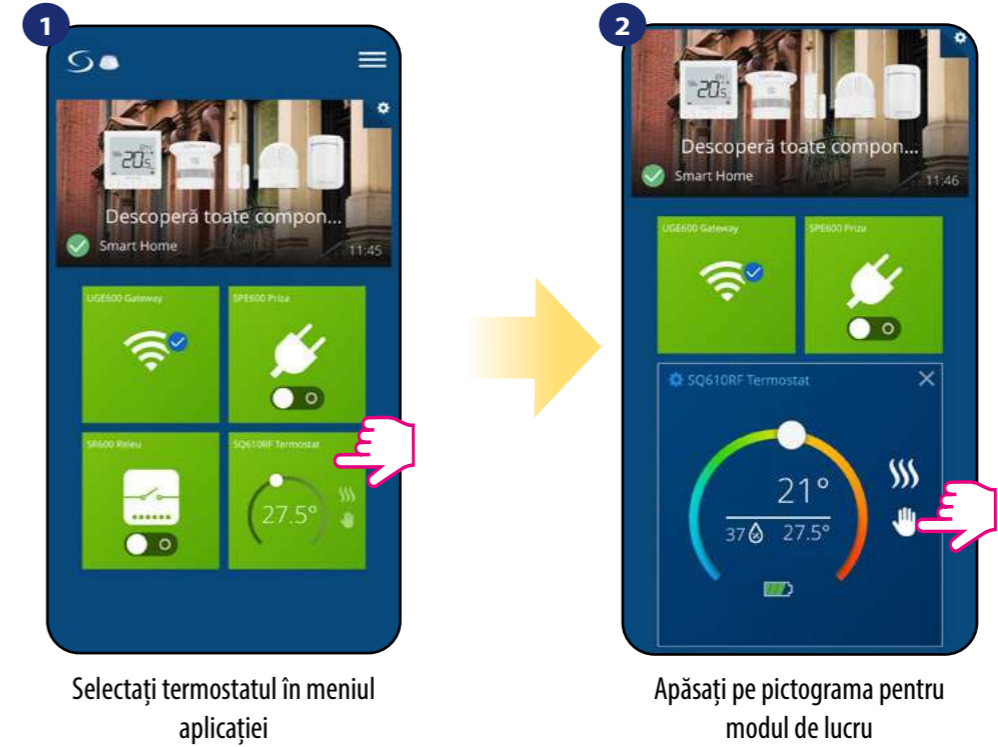 1
Descoperă toate compon...
Smart Home
11:45
UGE600 Gateway
SPE600 Priza
SR600 Releu
SQ610RF Termostat
27.5°
Selectați termostatul în meniul
aplicației
2
Descoperă toate compon...
Smart Home
11:46
UGE600 Gateway
SPE600 Priza
SQ610RF Termostat
21°
37 % 27.5°
Apăsați pe pictograma pentru
modul de lucru